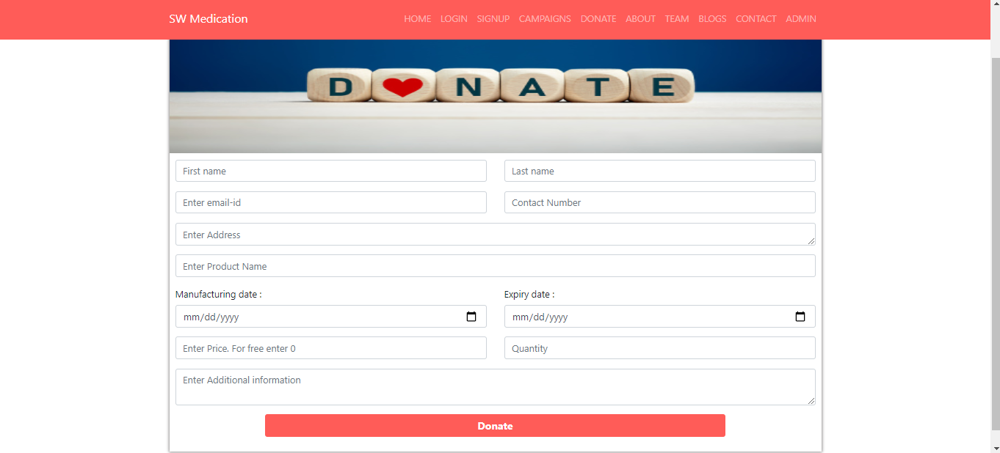 SW Medication HOME LOGIN SIGNUP CAMPAIGNS DONATE ABOUT TEAM BLOGS CONTACT ADMIN
D❤NATE
First name Last name
Enter email-id Contact Number
Enter Address
Enter Product Name
Manufacturing date : Expiry date :
mm/dd/yyyy mm/dd/yyyy
Enter Price. For free enter 0 Quantity
Enter Additional information
Donate